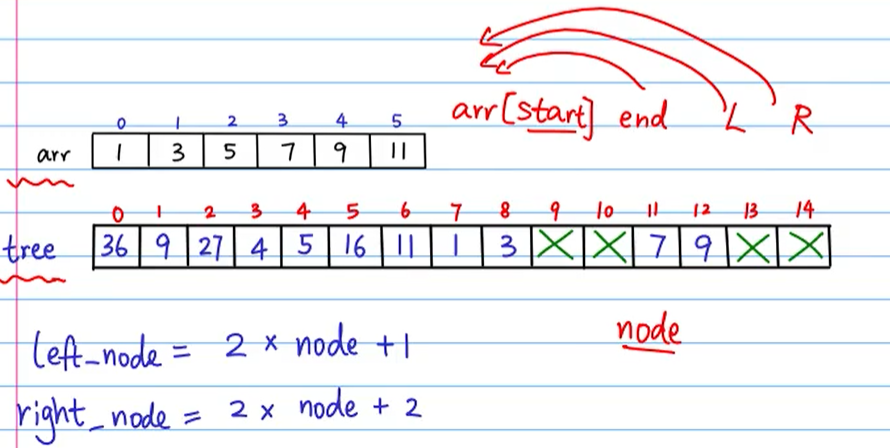 arr[start] end L R
0 1 2 3 4 5
arr 1 3 5 7 9 11
0 1 2 3 4 5 6 7 8 9 10 11 12 13 14
tree 36 9 27 4 5 16 11 1 3 X X 7 9 X X
left_node = 2 × node + 1
node
right_node = 2 × node + 2